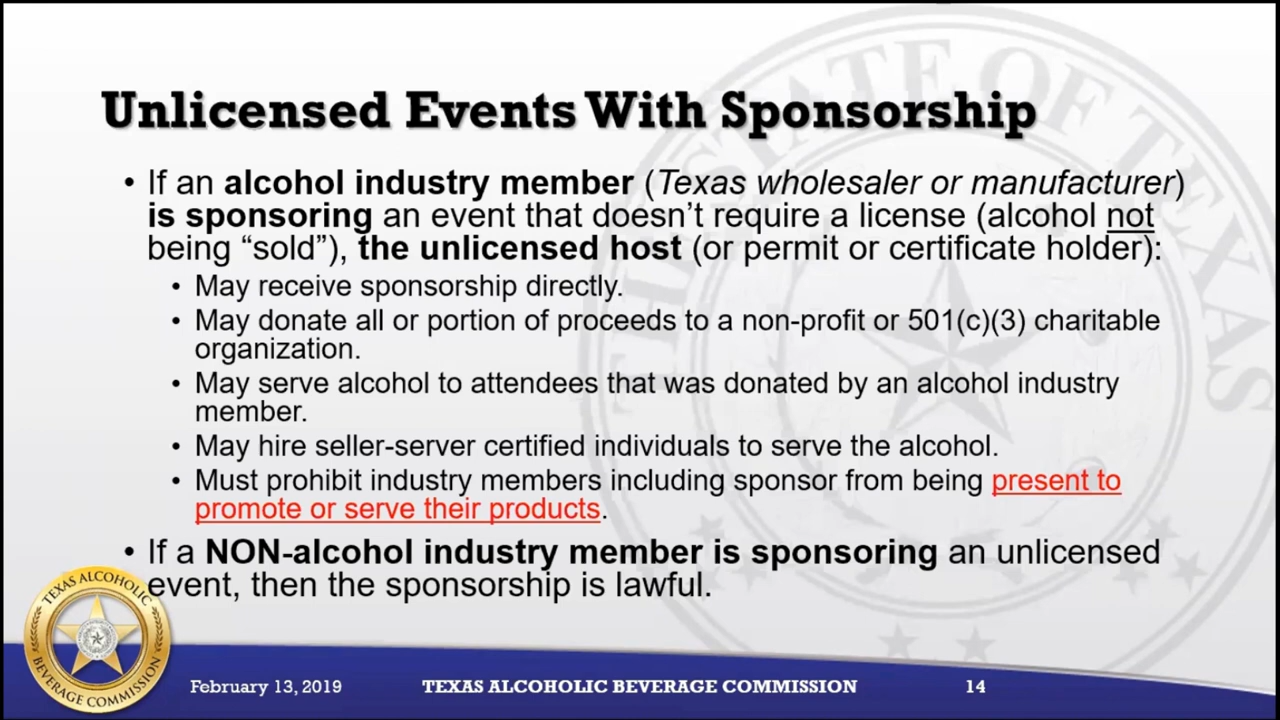 Unlicensed Events With Sponsorship
• If an alcohol industry member (Texas wholesaler or manufacturer)
is sponsoring an event that doesn’t require a license (alcohol not
being “sold”), the unlicensed host (or permit or certificate holder):
• May receive sponsorship directly.
• May donate all or portion of proceeds to a non-profit or 501(c)(3) charitable
organization.
• May serve alcohol to attendees that was donated by an alcohol industry
member.
• May hire seller-server certified individuals to serve the alcohol.
• Must prohibit industry members including sponsor from being present to
promote or serve their products.
• If a NON-alcohol industry member is sponsoring an unlicensed
event, then the sponsorship is lawful.
TEXAS ALCOHOLIC
BEVERAGE COMMISSION
February 13, 2019
TEXAS ALCOHOLIC BEVERAGE COMMISSION
14
THE STATE OF TEXAS